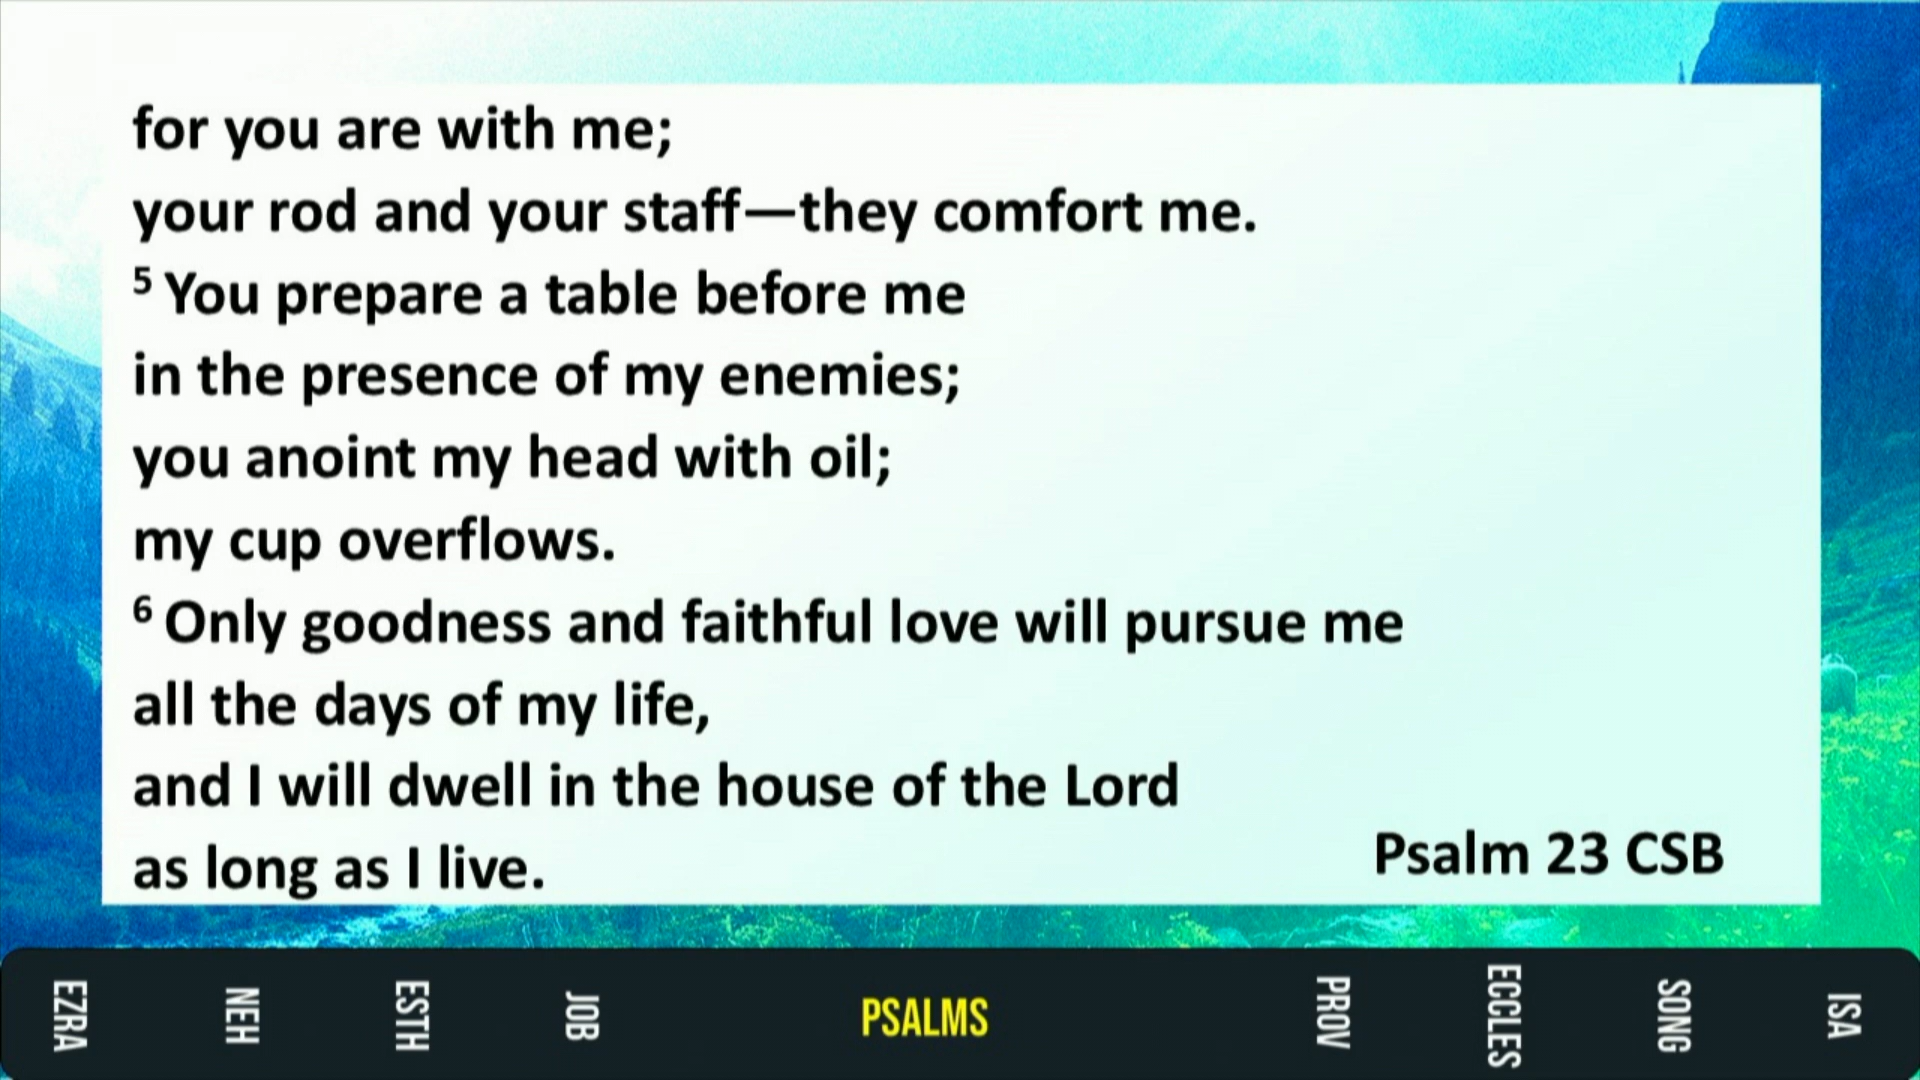 for you are with me;
your rod and your staff—they comfort me.
5 You prepare a table before me
in the presence of my enemies;
you anoint my head with oil;
my cup overflows.
6 Only goodness and faithful love will pursue me
all the days of my life,
and I will dwell in the house of the Lord
as long as I live.
Psalm 23 CSB
EZRA
NEH
ESTH
JOB
PSALMS
PROV
ECCLES
SONG
ISA